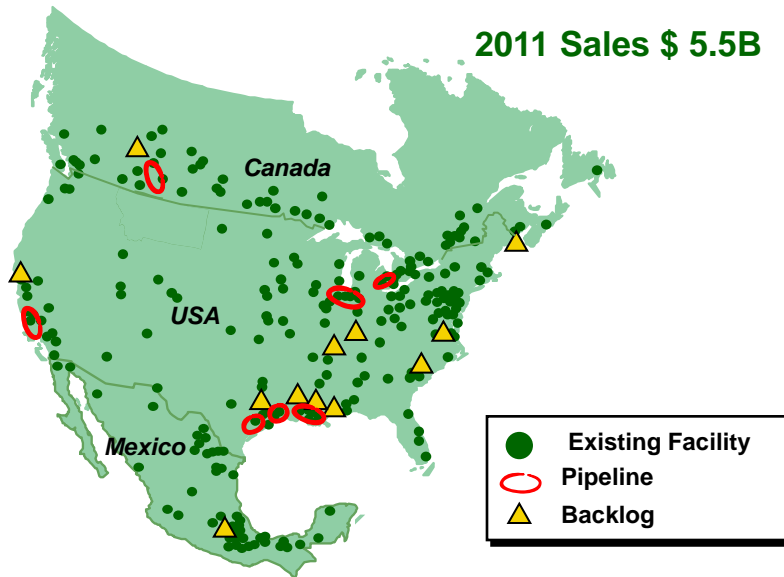 2011 Sales $ 5.5B
Canada
USA
Mexico
Existing Facility
Pipeline
Backlog